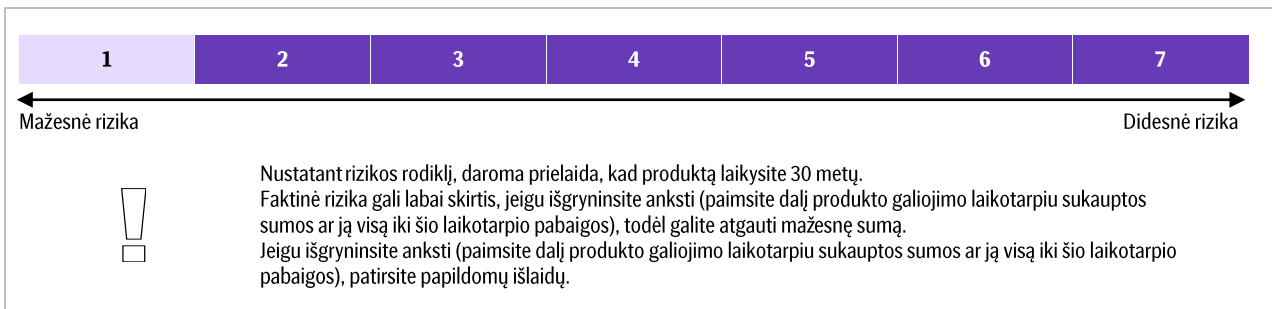 1 2 3 4 5 6 7
Mažesnė rizika Didesnė rizika
Nustatant rizikos rodiklį, daroma prielaida, kad produktą laikysite 30 metų.
Faktinė rizika gali labai skirtis, jeigu išgryninsite anksti (paimsite dalį produkto galiojimo laikotarpiu sukauptos
sumos ar ją visą iki šio laikotarpio pabaigos), todėl galite atgauti mažesnę sumą.
Jeigu išgryninsite anksti (paimsite dalį produkto galiojimo laikotarpiu sukauptos sumos ar ją visą iki šio laikotarpio
pabaigos), patirsite papildomų išlaidų.